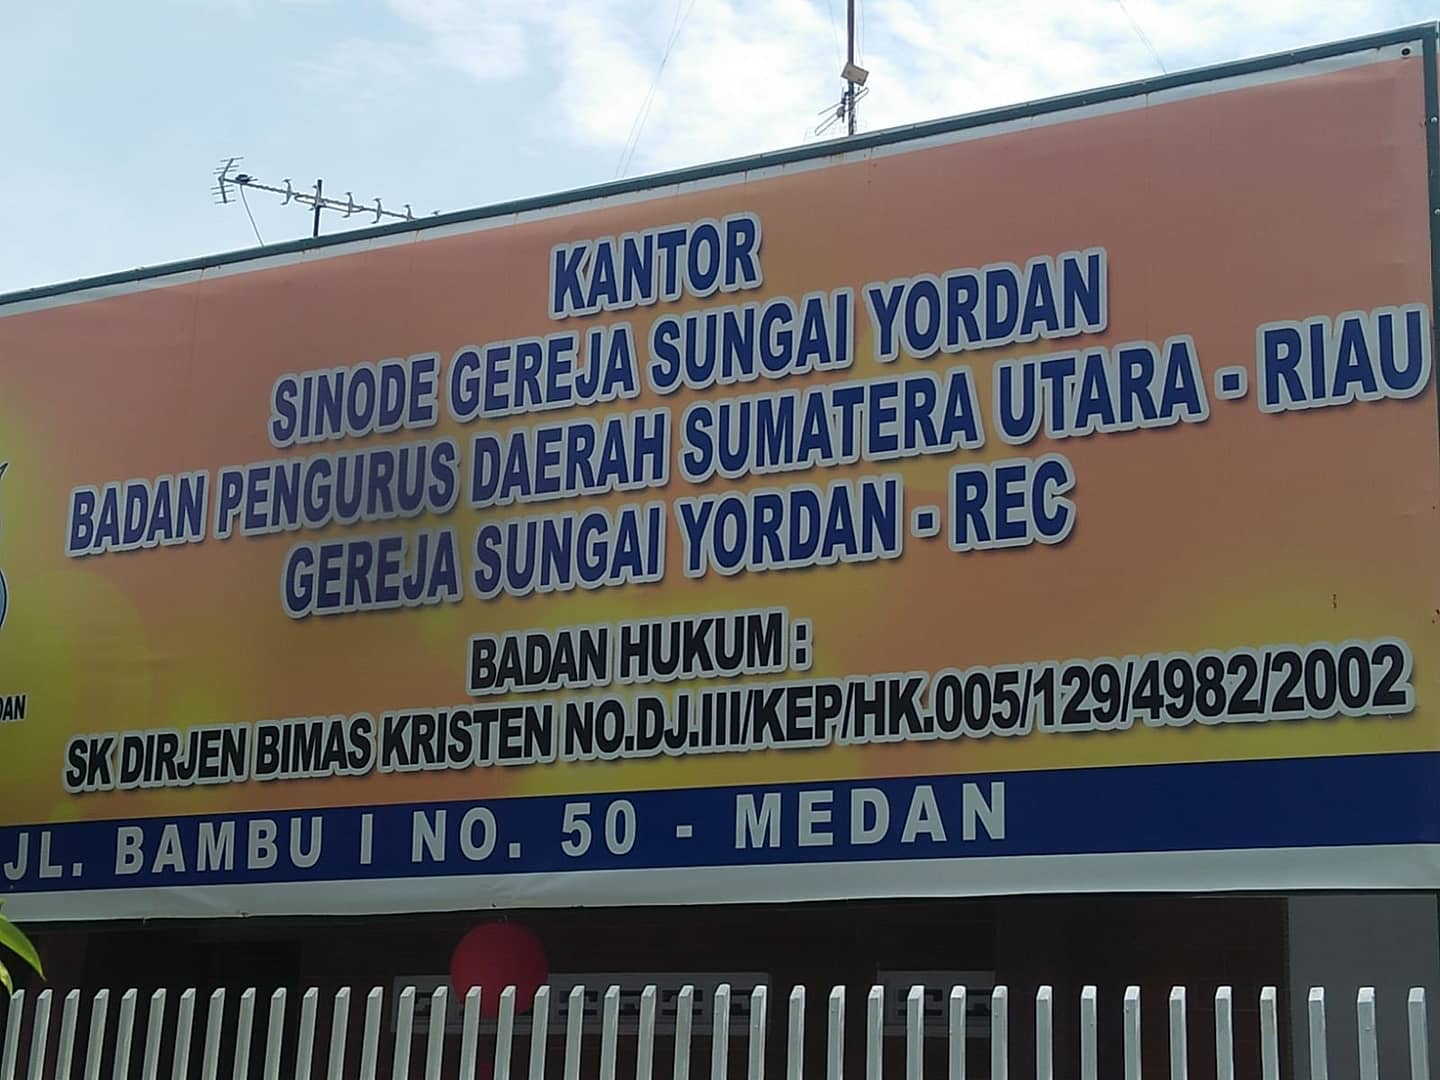 KANTOR
SINODE GEREJA SUNGAI YORDAN
BADAN PENGURUS DAERAH SUMATERA UTARA - RIAU
GEREJA SUNGAI YORDAN - REC
BADAN HUKUM :
SK DIRJEN BIMAS KRISTEN NO.DJ.III/KEP/HK.005/129/4982/2002
JL. BAMBU I NO. 50 - MEDAN